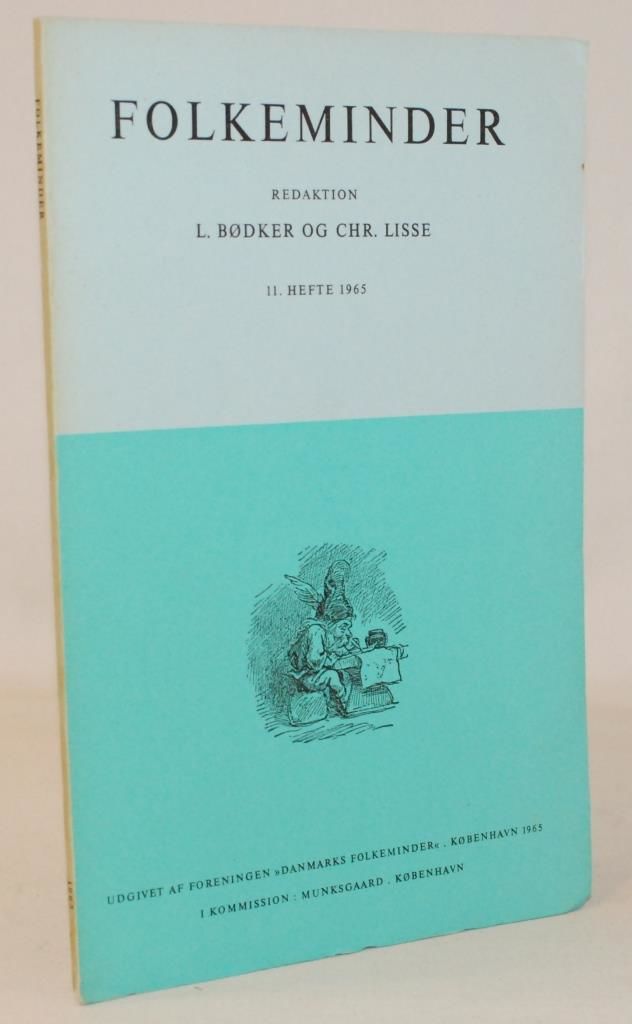 FOLKEMINDER
REDAKTION
L. BØDKER OG CHR. LISSE
11. HEFTE 1965
UDGIVET AF FORENINGEN »DANMARKS FOLKEMINDER« . KØBENHAVN 1965
I KOMMISSION : MUNKSGAARD . KØBENHAVN
FOLKEMINDER
1965